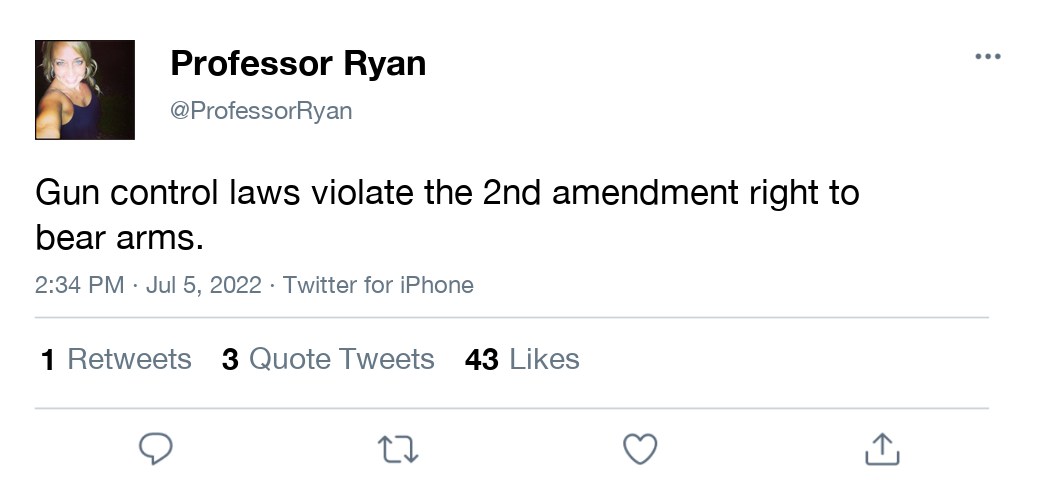 Professor Ryan
@ProfessorRyan
Gun control laws violate the 2nd amendment right to
bear arms.
2:34 PM · Jul 5, 2022 · Twitter for iPhone
1 Retweets 3 Quote Tweets 43 Likes